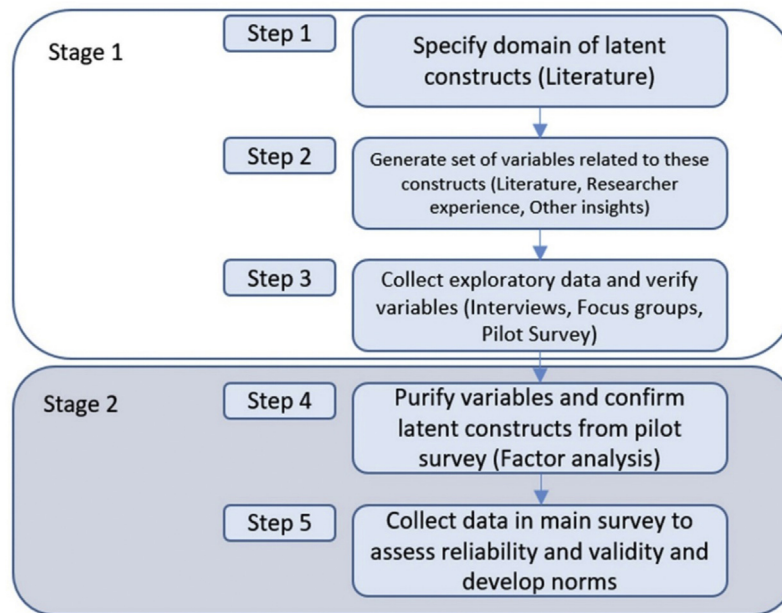 Stage 1
Step 1
Specify domain of latent
constructs (Literature)
Step 2
Generate set of variables related to these
constructs (Literature, Researcher
experience, Other insights)
Step 3
Collect exploratory data and verify
variables (Interviews, Focus groups,
Pilot Survey)
Stage 2
Step 4
Purify variables and confirm
latent constructs from pilot
survey (Factor analysis)
Step 5
Collect data in main survey to
assess reliability and validity and
develop norms